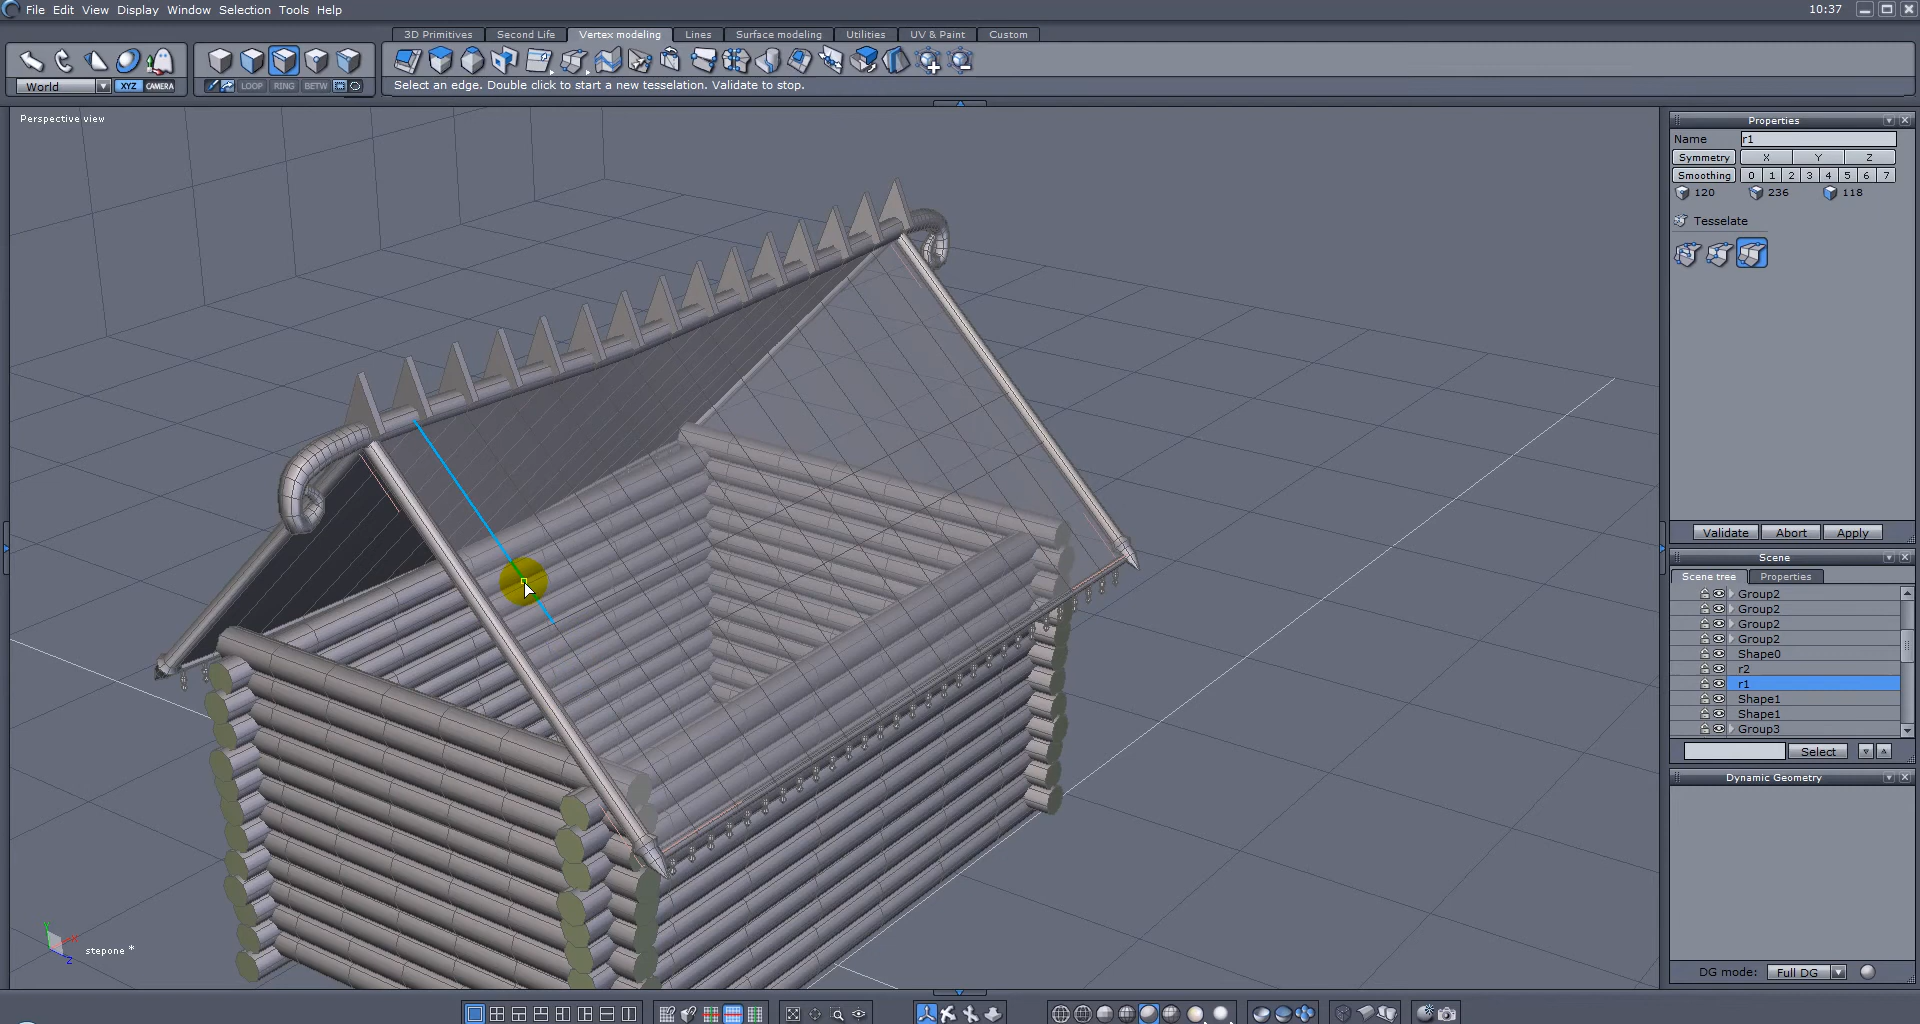 File Edit View Window Selection Tools Help
10:37
3D Primitives Second Life Vertex modeling Lines Surface modeling Utilities UV & Paint Custom
World XYZ CAMERA LOOP RING BETW
Select an edge. Double click to start a new tesselation. Validate to stop.
Perspective view
Properties
Name r1
Symmetry X Y Z
Smoothing 0 1 2 3 4 5 6 7
120 236 118
Tesselate
Validate Abort Apply
Scene
Scene tree Properties
Group2
Group2
Group2
Group2
Shape0
r2
r1
Shape1
Shape1
Group3
Select
Dynamic Geometry
DG mode: Full DG
Y X Z
stepone *